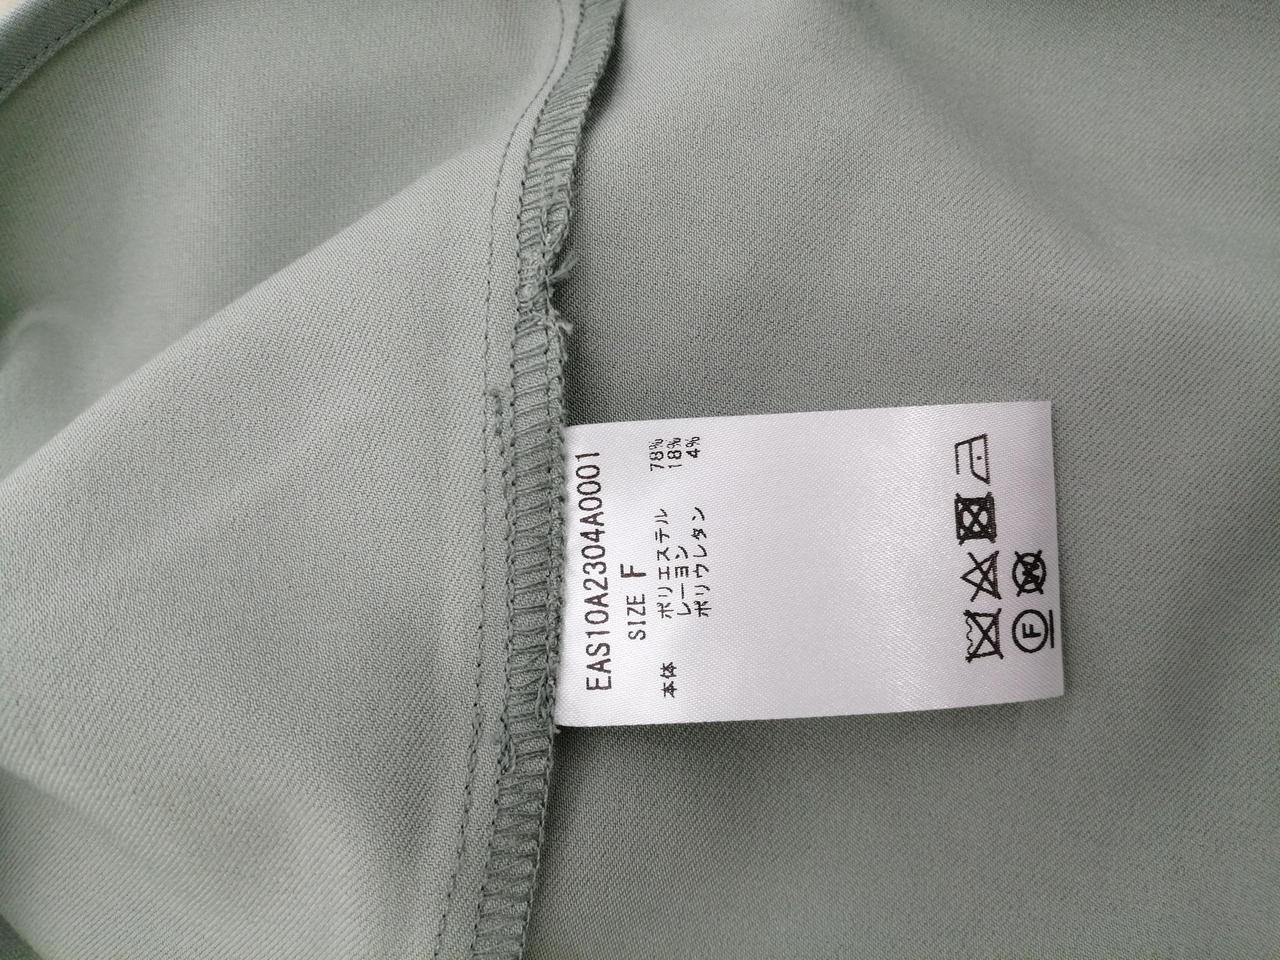 EAS10A2304A0001
SIZE F
本体 ポリエステル 78%
レーヨン 18%
ポリウレタン 4%
F W